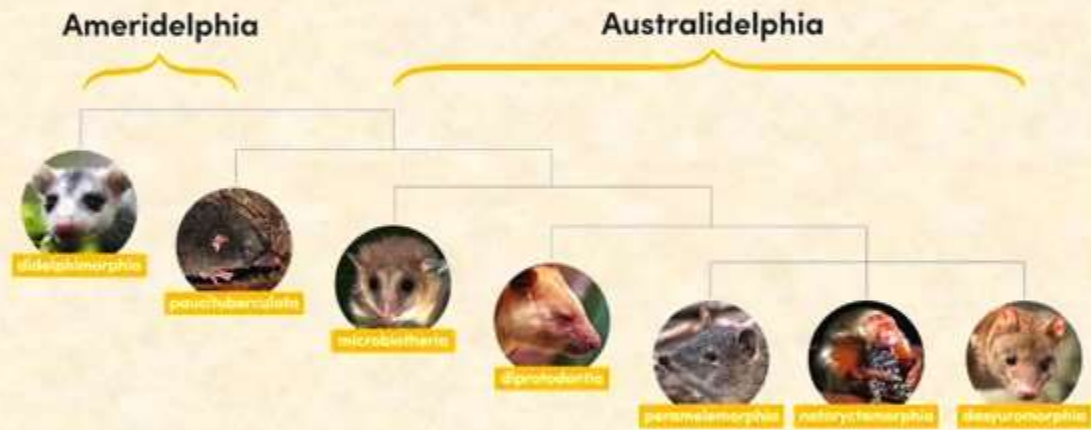 Ameridelphia
Australidelphia
didelphimorphia
paucituberculata
microbiotheria
diprotodontia
peramelemorphia
notoryctemorphia
dasyuromorphia